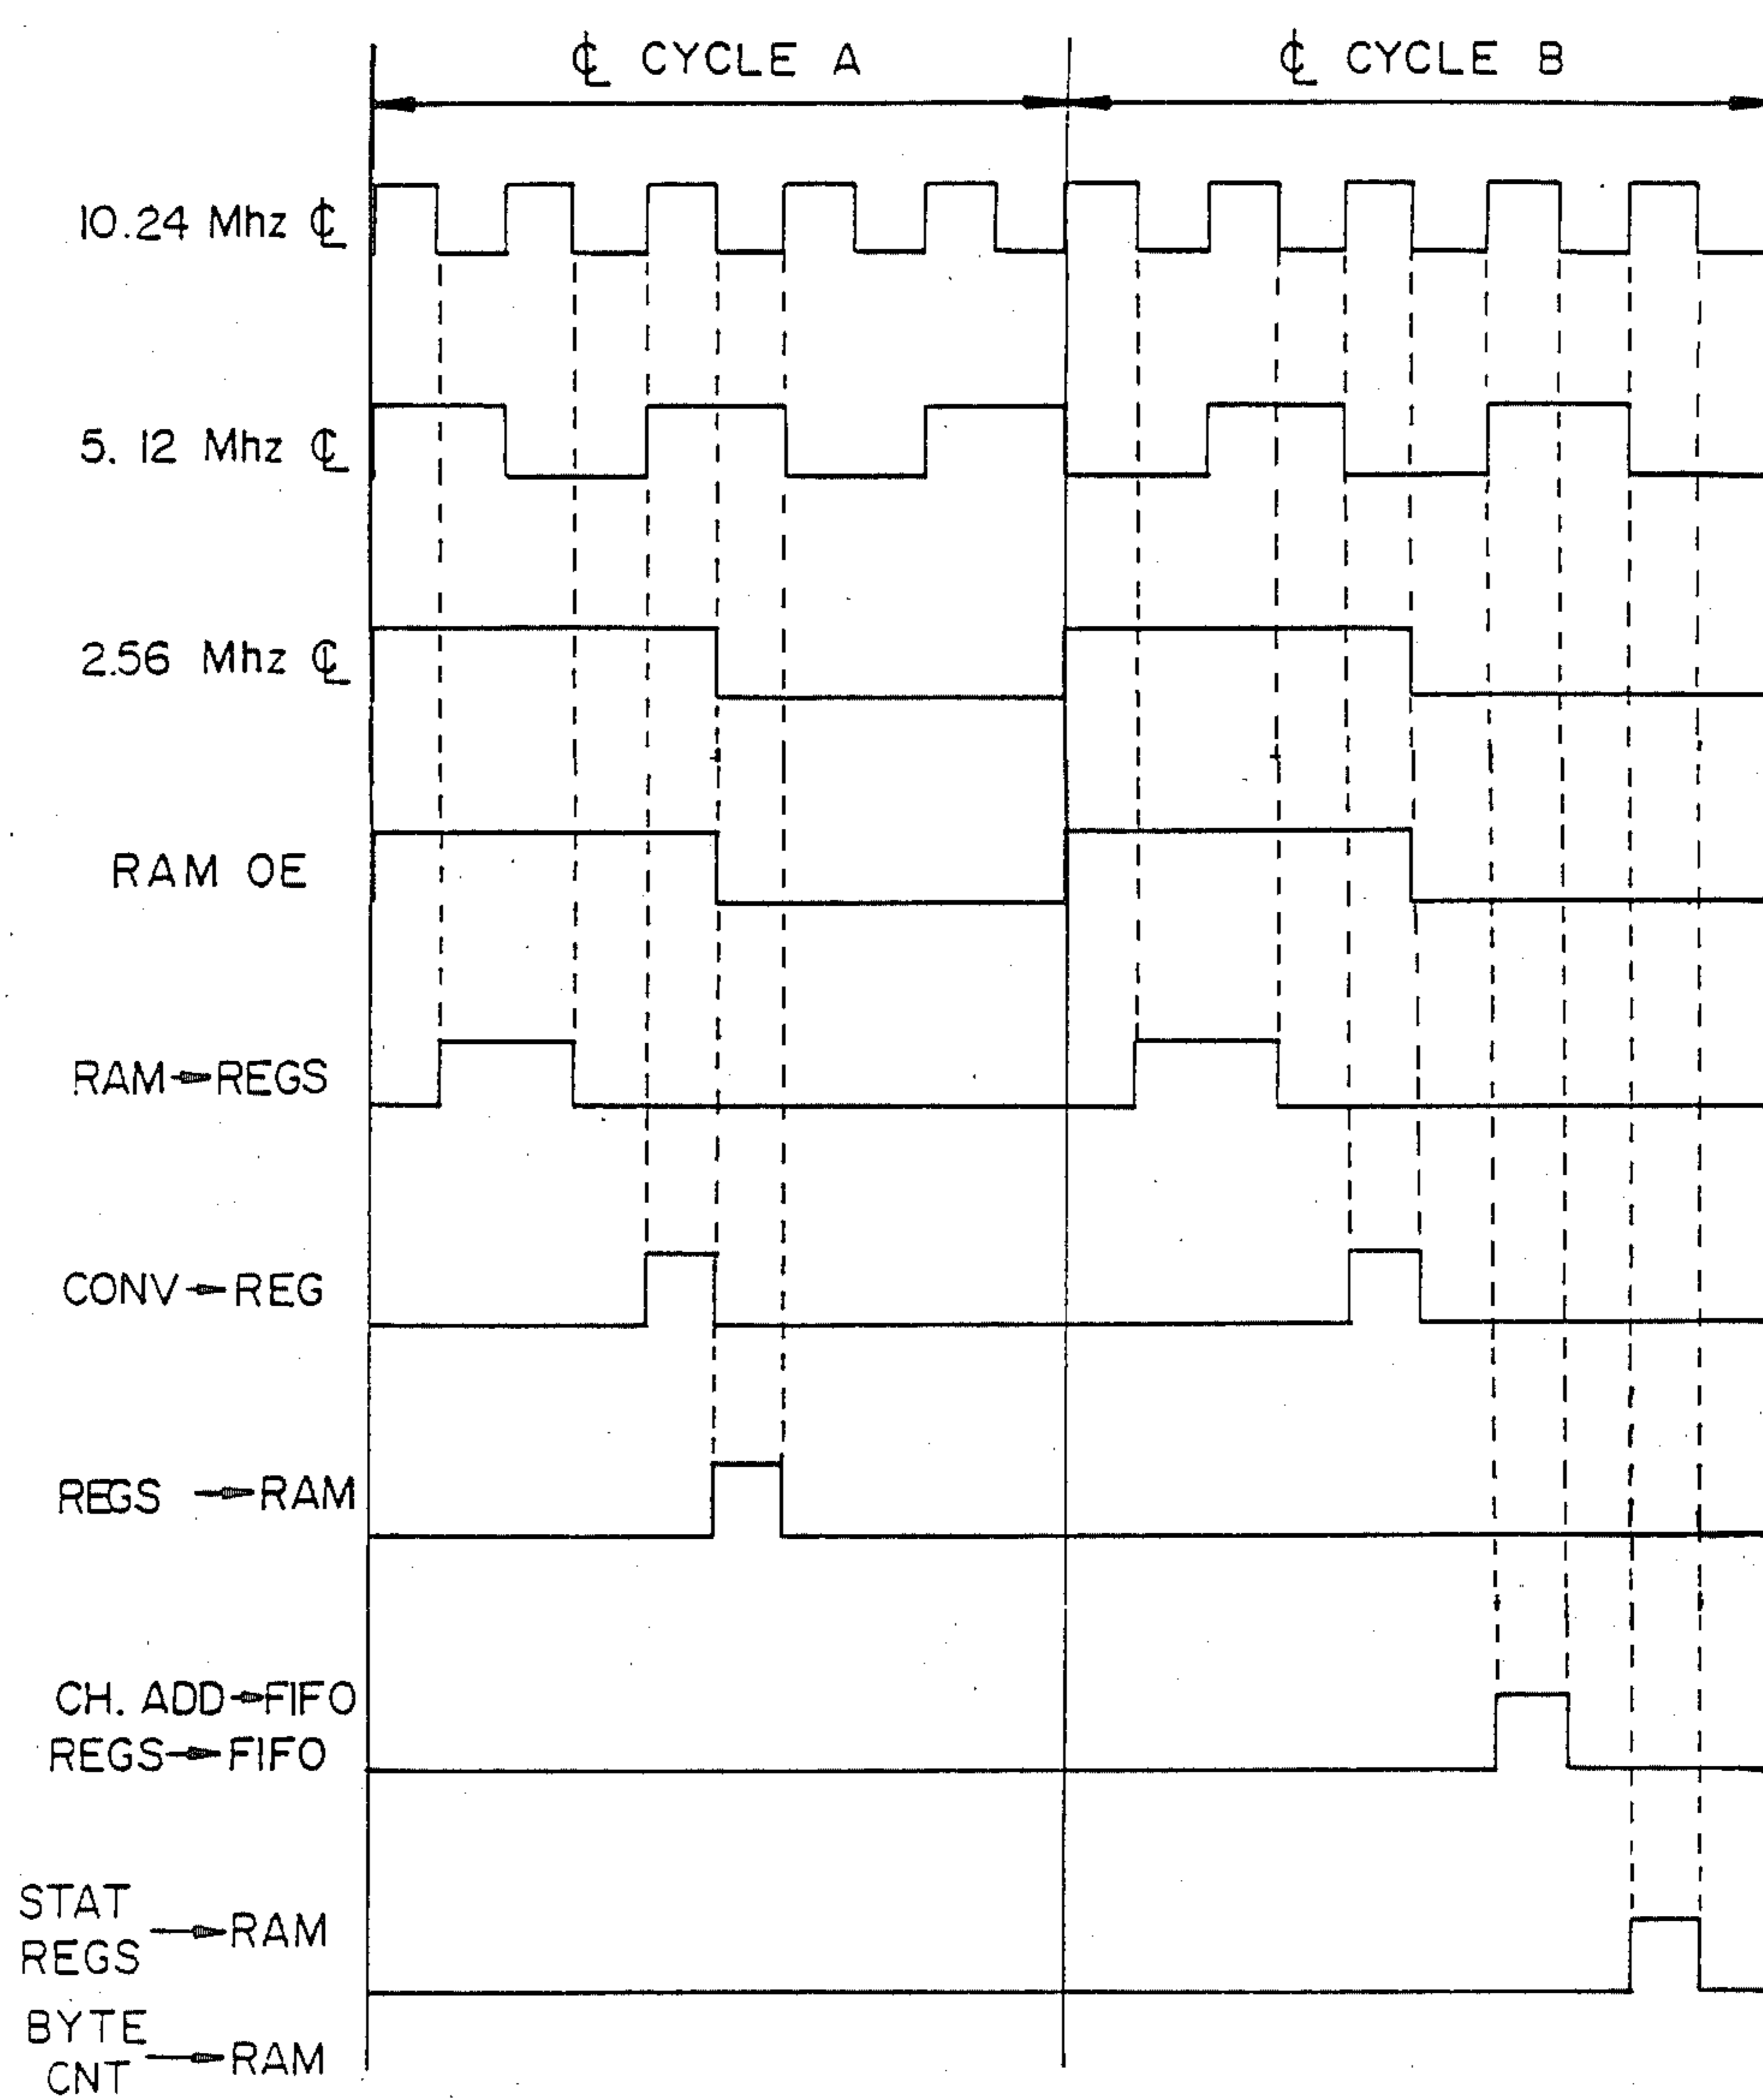 ℄ CYCLE A
℄ CYCLE B
10.24 Mhz ℄
5.12 Mhz ℄
2.56 Mhz ℄
RAM OE
RAM→REGS
CONV→REG
REGS →RAM
CH. ADD→FIFO
REGS→FIFO
STAT
REGS →RAM
BYTE
CNT →RAM